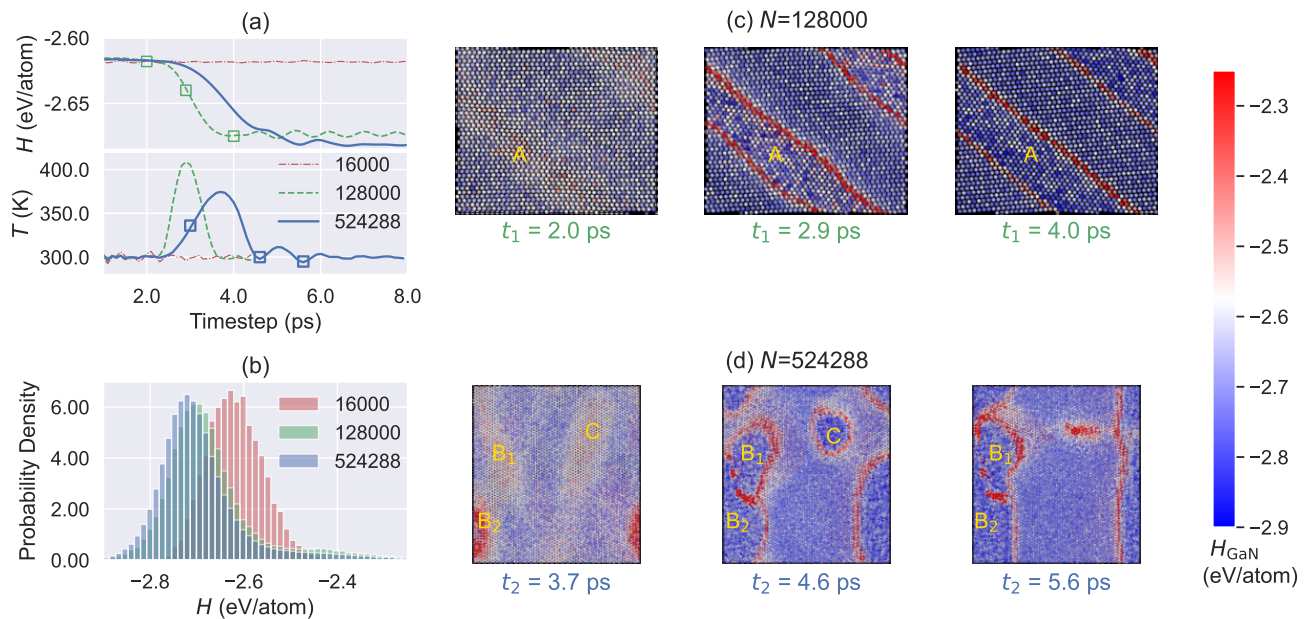 (a)
−2.60
−2.65
H (eV/atom)
400.0
350.0
300.0
T (K)
16000
128000
524288
2.0 4.0 6.0 8.0
Timestep (ps)
(b)
6.00
4.00
2.00
0.00
Probability Density
16000
128000
524288
−2.8 −2.6 −2.4
H (eV/atom)
(c) N=128000
A A A
t₁ = 2.0 ps t₁ = 2.9 ps t₁ = 4.0 ps
(d) N=524288
B₁ C B₂
B₁ C B₂
B₁ B₂
t₂ = 3.7 ps t₂ = 4.6 ps t₂ = 5.6 ps
−2.3
−2.4
−2.5
−2.6
−2.7
−2.8
−2.9
H_GaN
(eV/atom)